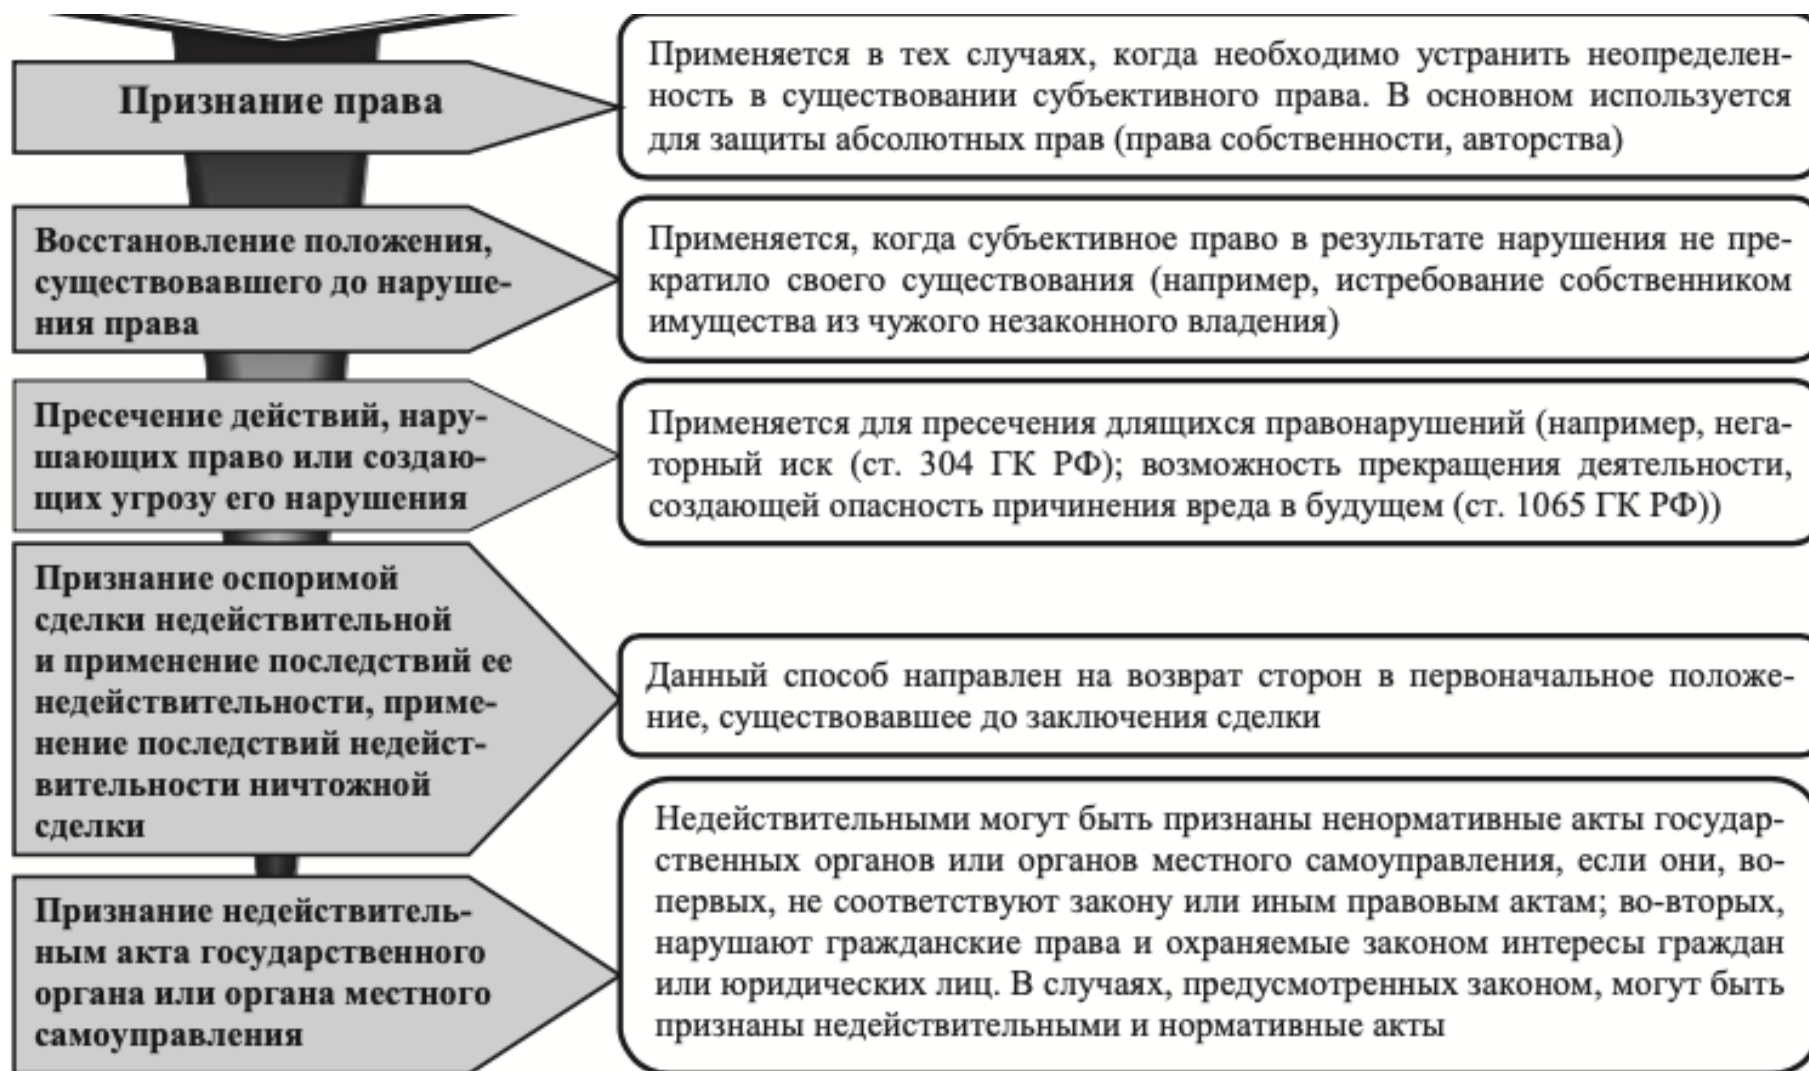 Признание права
Применяется в тех случаях, когда необходимо устранить неопределен-
ность в существовании субъективного права. В основном используется
для защиты абсолютных прав (права собственности, авторства)
Восстановление положения,
существовавшего до наруше-
ния права
Применяется, когда субъективное право в результате нарушения не пре-
кратило своего существования (например, истребование собственником
имущества из чужого незаконного владения)
Пресечение действий, нару-
шающих право или создаю-
щих угрозу его нарушения
Применяется для пресечения длящихся правонарушений (например, нега-
торный иск (ст. 304 ГК РФ); возможность прекращения деятельности,
создающей опасность причинения вреда в будущем (ст. 1065 ГК РФ))
Признание оспоримой
сделки недействительной
и применение последствий ее
недействительности, приме-
нение последствий недейст-
вительности ничтожной
сделки
Данный способ направлен на возврат сторон в первоначальное положе-
ние, существовавшее до заключения сделки
Признание недействитель-
ным акта государственного
органа или органа местного
самоуправления
Недействительными могут быть признаны ненормативные акты государ-
ственных органов или органов местного самоуправления, если они, во-
первых, не соответствуют закону или иным правовым актам; во-вторых,
нарушают гражданские права и охраняемые законом интересы граждан
или юридических лиц. В случаях, предусмотренных законом, могут быть
признаны недействительными и нормативные акты